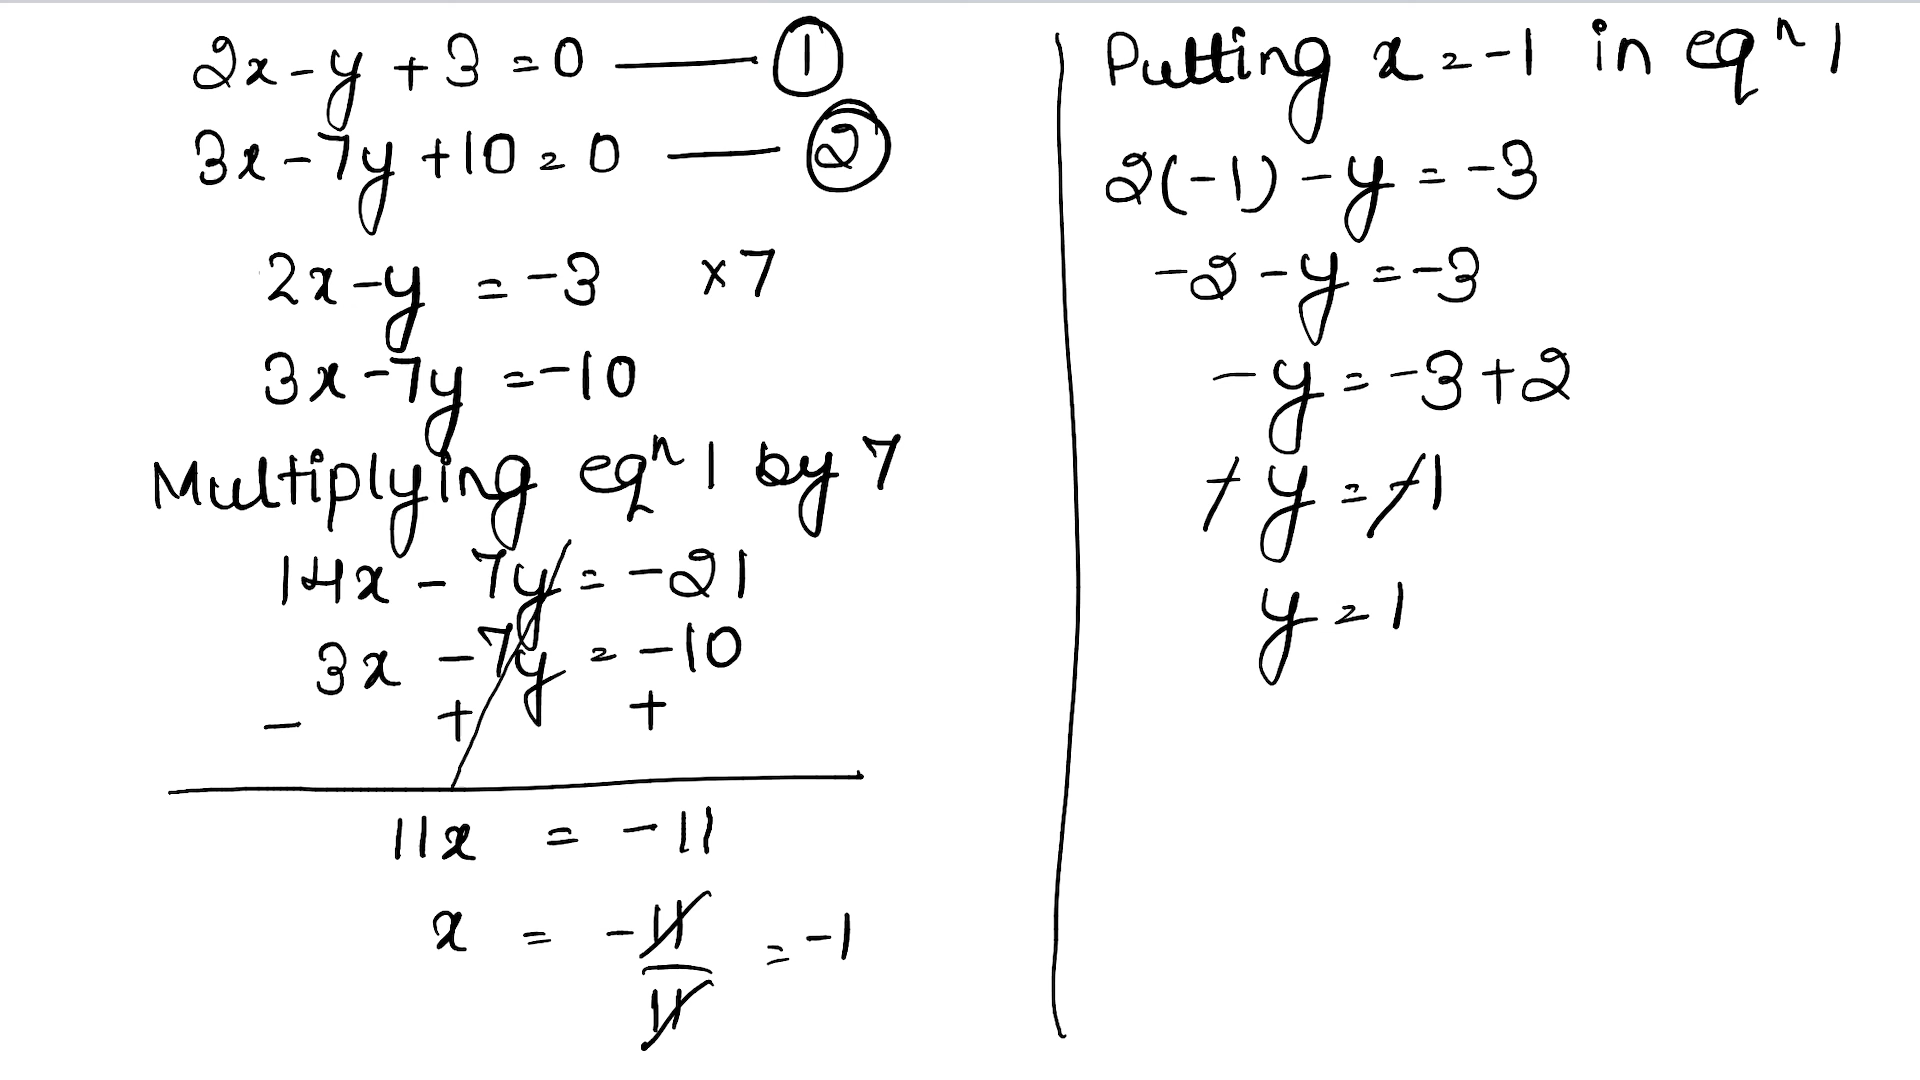 2x - y + 3 = 0 —— ①
3x - 7y + 10 = 0 —— ②
2x - y = -3 ×7
3x - 7y = -10
Multiplying eqⁿ 1 by 7
14x - 7y = -21
3x - 7y = -10
- + +
11x = -11
x = -11/11 = -1
Putting x = -1 in eqⁿ 1
2(-1) - y = -3
-2 - y = -3
-y = -3 + 2
-y = -1
y = 1